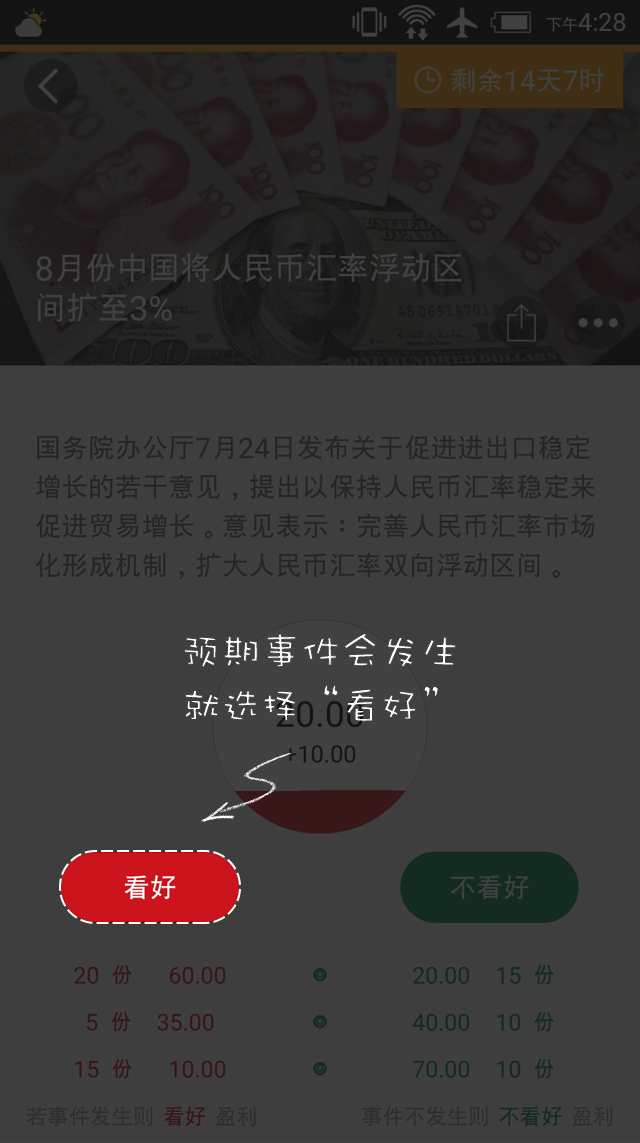 下午4:28
剩余14天7时
8月份中国将人民币汇率浮动区
间扩至3%
国务院办公厅7月24日发布关于促进进出口稳定
增长的若干意见，提出以保持人民币汇率稳定来
促进贸易增长。意见表示：完善人民币汇率市场
化形成机制，扩大人民币汇率双向浮动区间。
预期事件会发生
就选择“看好”
20.00
+10.00
看好 不看好
20 份 60.00 20.00 15 份
5 份 35.00 40.00 10 份
15 份 10.00 70.00 10 份
若事件发生则 看好 盈利 事件不发生则 不看好 盈利